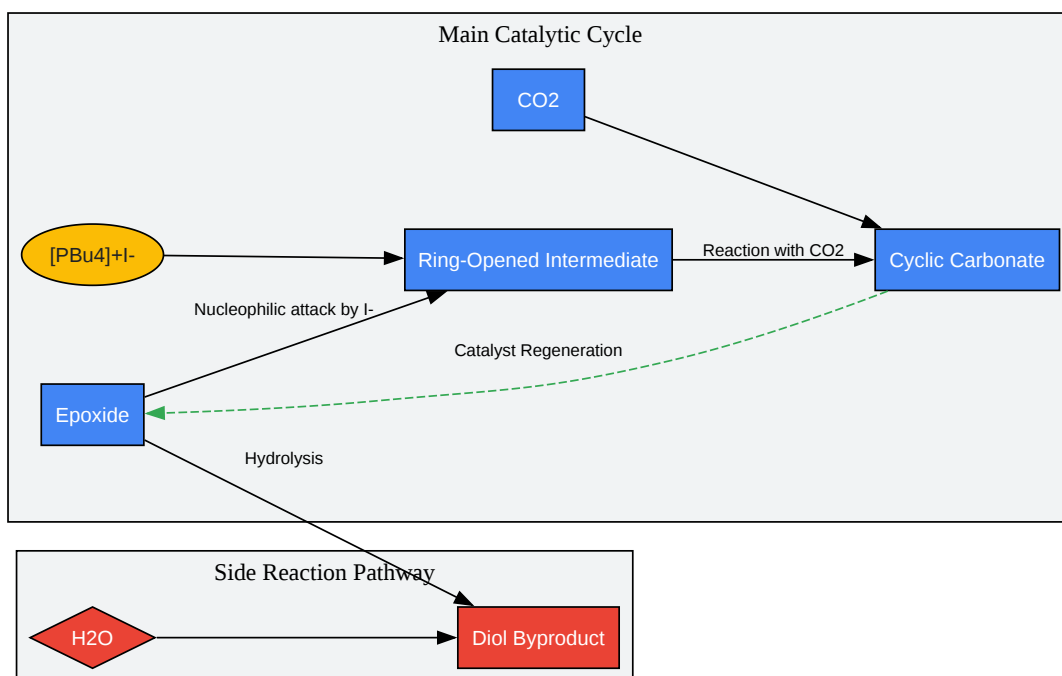 Main Catalytic Cycle
CO2
[PBu4]+I-
Ring-Opened Intermediate
Reaction with CO2
Cyclic Carbonate
Nucleophilic attack by I-
Catalyst Regeneration
Epoxide
Hydrolysis
Side Reaction Pathway
H2O
Diol Byproduct